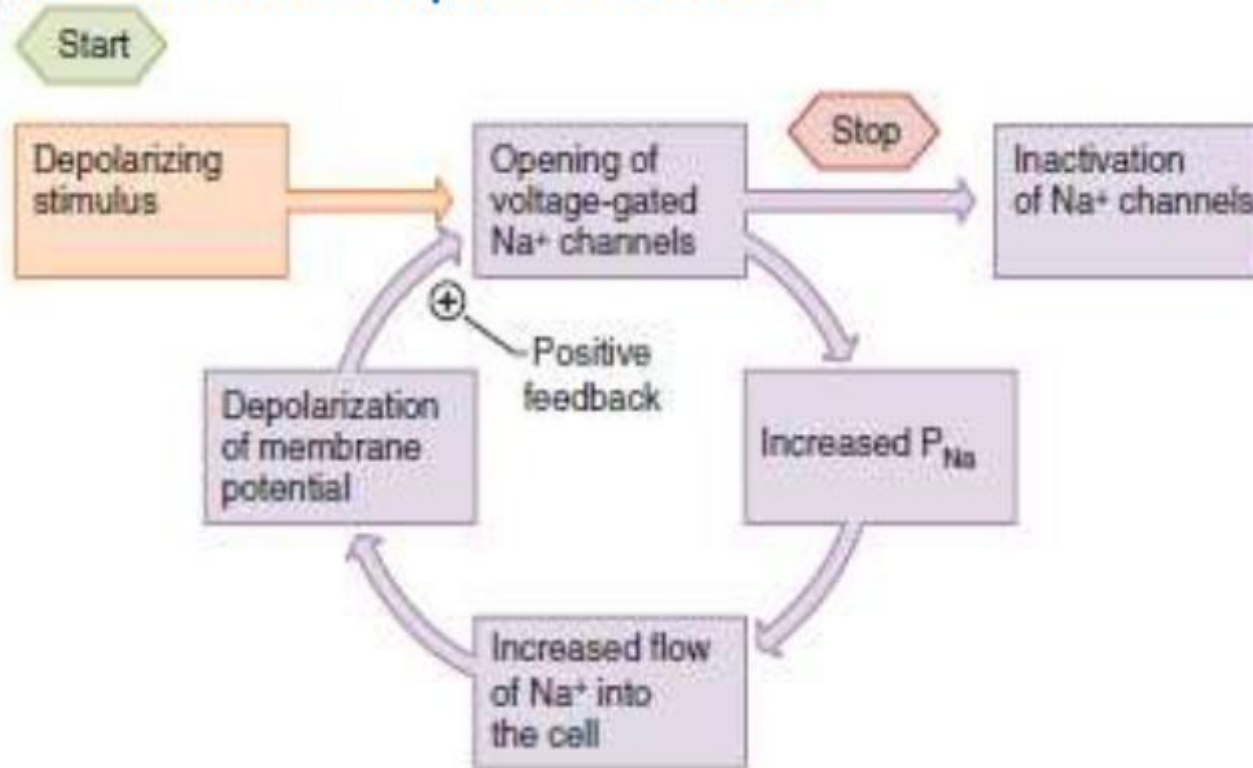 Start
Depolarizing
stimulus
Opening of
voltage-gated
Na⁺ channels
Stop
Inactivation
of Na⁺ channels
+
Positive
feedback
Depolarization
of membrane
potential
Increased P_Na
Increased flow
of Na⁺ into
the cell